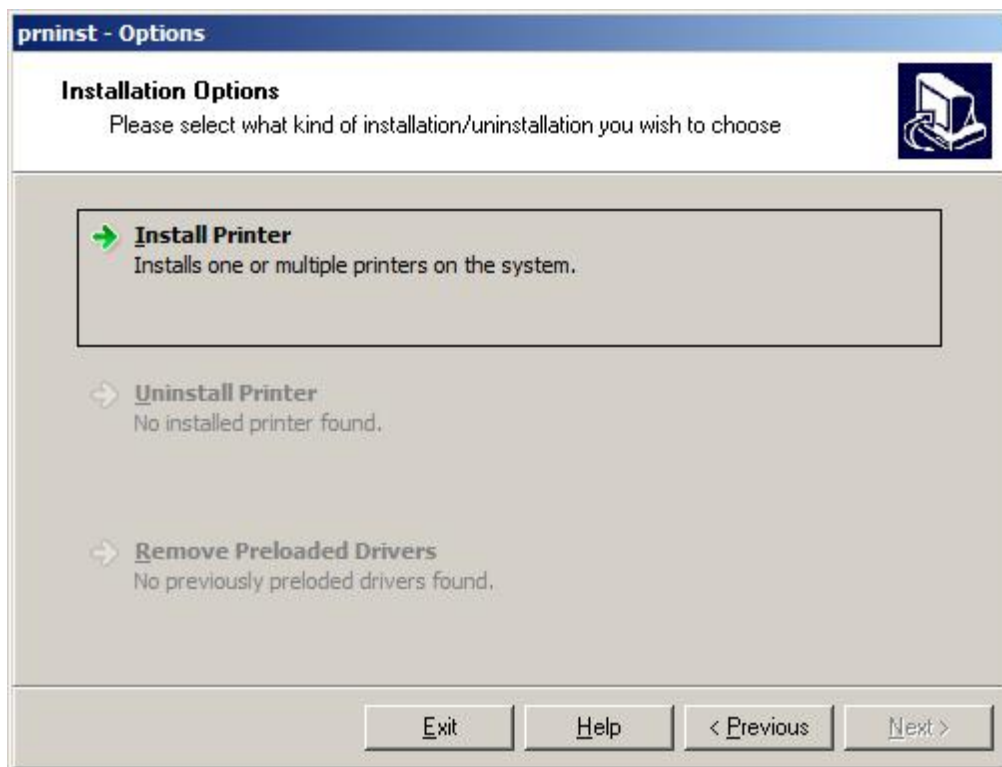 prninst - Options
Installation Options
Please select what kind of installation/uninstallation you wish to choose
Install Printer
Installs one or multiple printers on the system.
Uninstall Printer
No installed printer found.
Remove Preloaded Drivers
No previously preloded drivers found.
Exit Help < Previous Next >